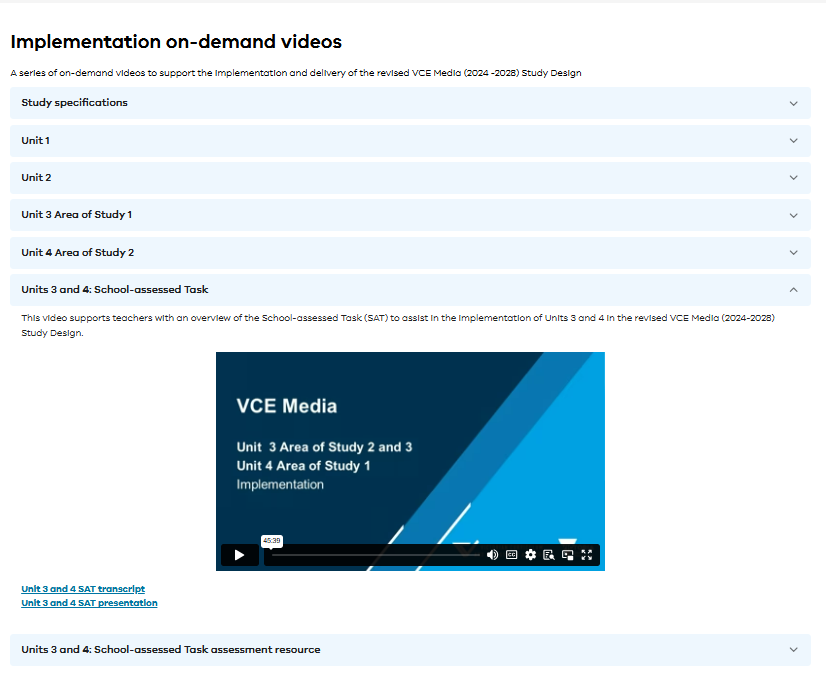 Implementation on-demand videos
A series of on-demand videos to support the implementation and delivery of the revised VCE Media (2024 -2028) Study Design
Study specifications
Unit 1
Unit 2
Unit 3 Area of Study 1
Unit 4 Area of Study 2
Units 3 and 4: School-assessed Task
This video supports teachers with an overview of the School-assessed Task (SAT) to assist in the implementation of Units 3 and 4 in the revised VCE Media (2024-2028)
Study Design.
VCE Media
Unit  3 Area of Study 2 and 3
Unit 4 Area of Study 1
Implementation
45:39
CC
Unit 3 and 4 SAT transcript
Unit 3 and 4 SAT presentation
Units 3 and 4: School-assessed Task assessment resource